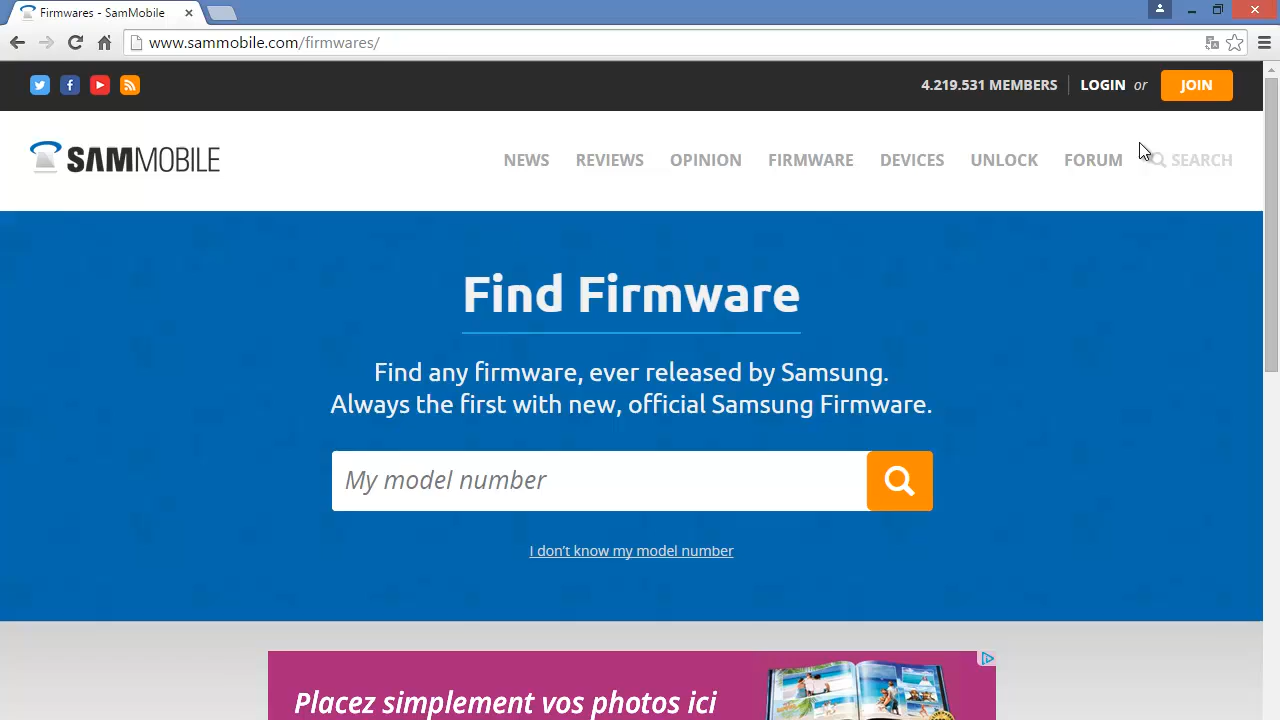 Firmwares - SamMobile
www.sammobile.com/firmwares/
4.219.531 MEMBERS LOGIN or JOIN
SAMMOBILE
NEWS REVIEWS OPINION FIRMWARE DEVICES UNLOCK FORUM SEARCH
Find Firmware
Find any firmware, ever released by Samsung.
Always the first with new, official Samsung Firmware.
My model number
I don't know my model number
Placez simplement vos photos ici